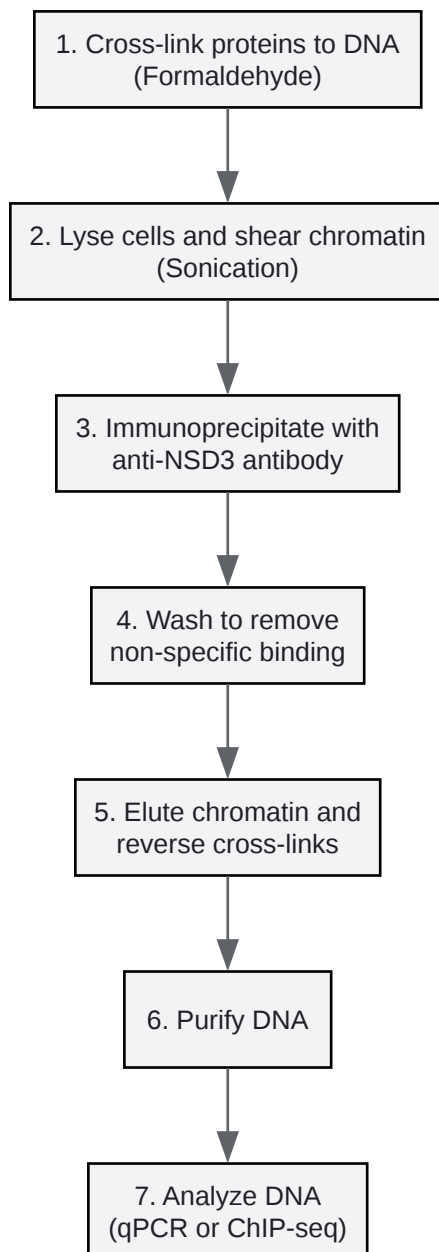 1. Cross-link proteins to DNA
(Formaldehyde)
2. Lyse cells and shear chromatin
(Sonication)
3. Immunoprecipitate with
anti-NSD3 antibody
4. Wash to remove
non-specific binding
5. Elute chromatin and
reverse cross-links
6. Purify DNA
7. Analyze DNA
(qPCR or ChIP-seq)